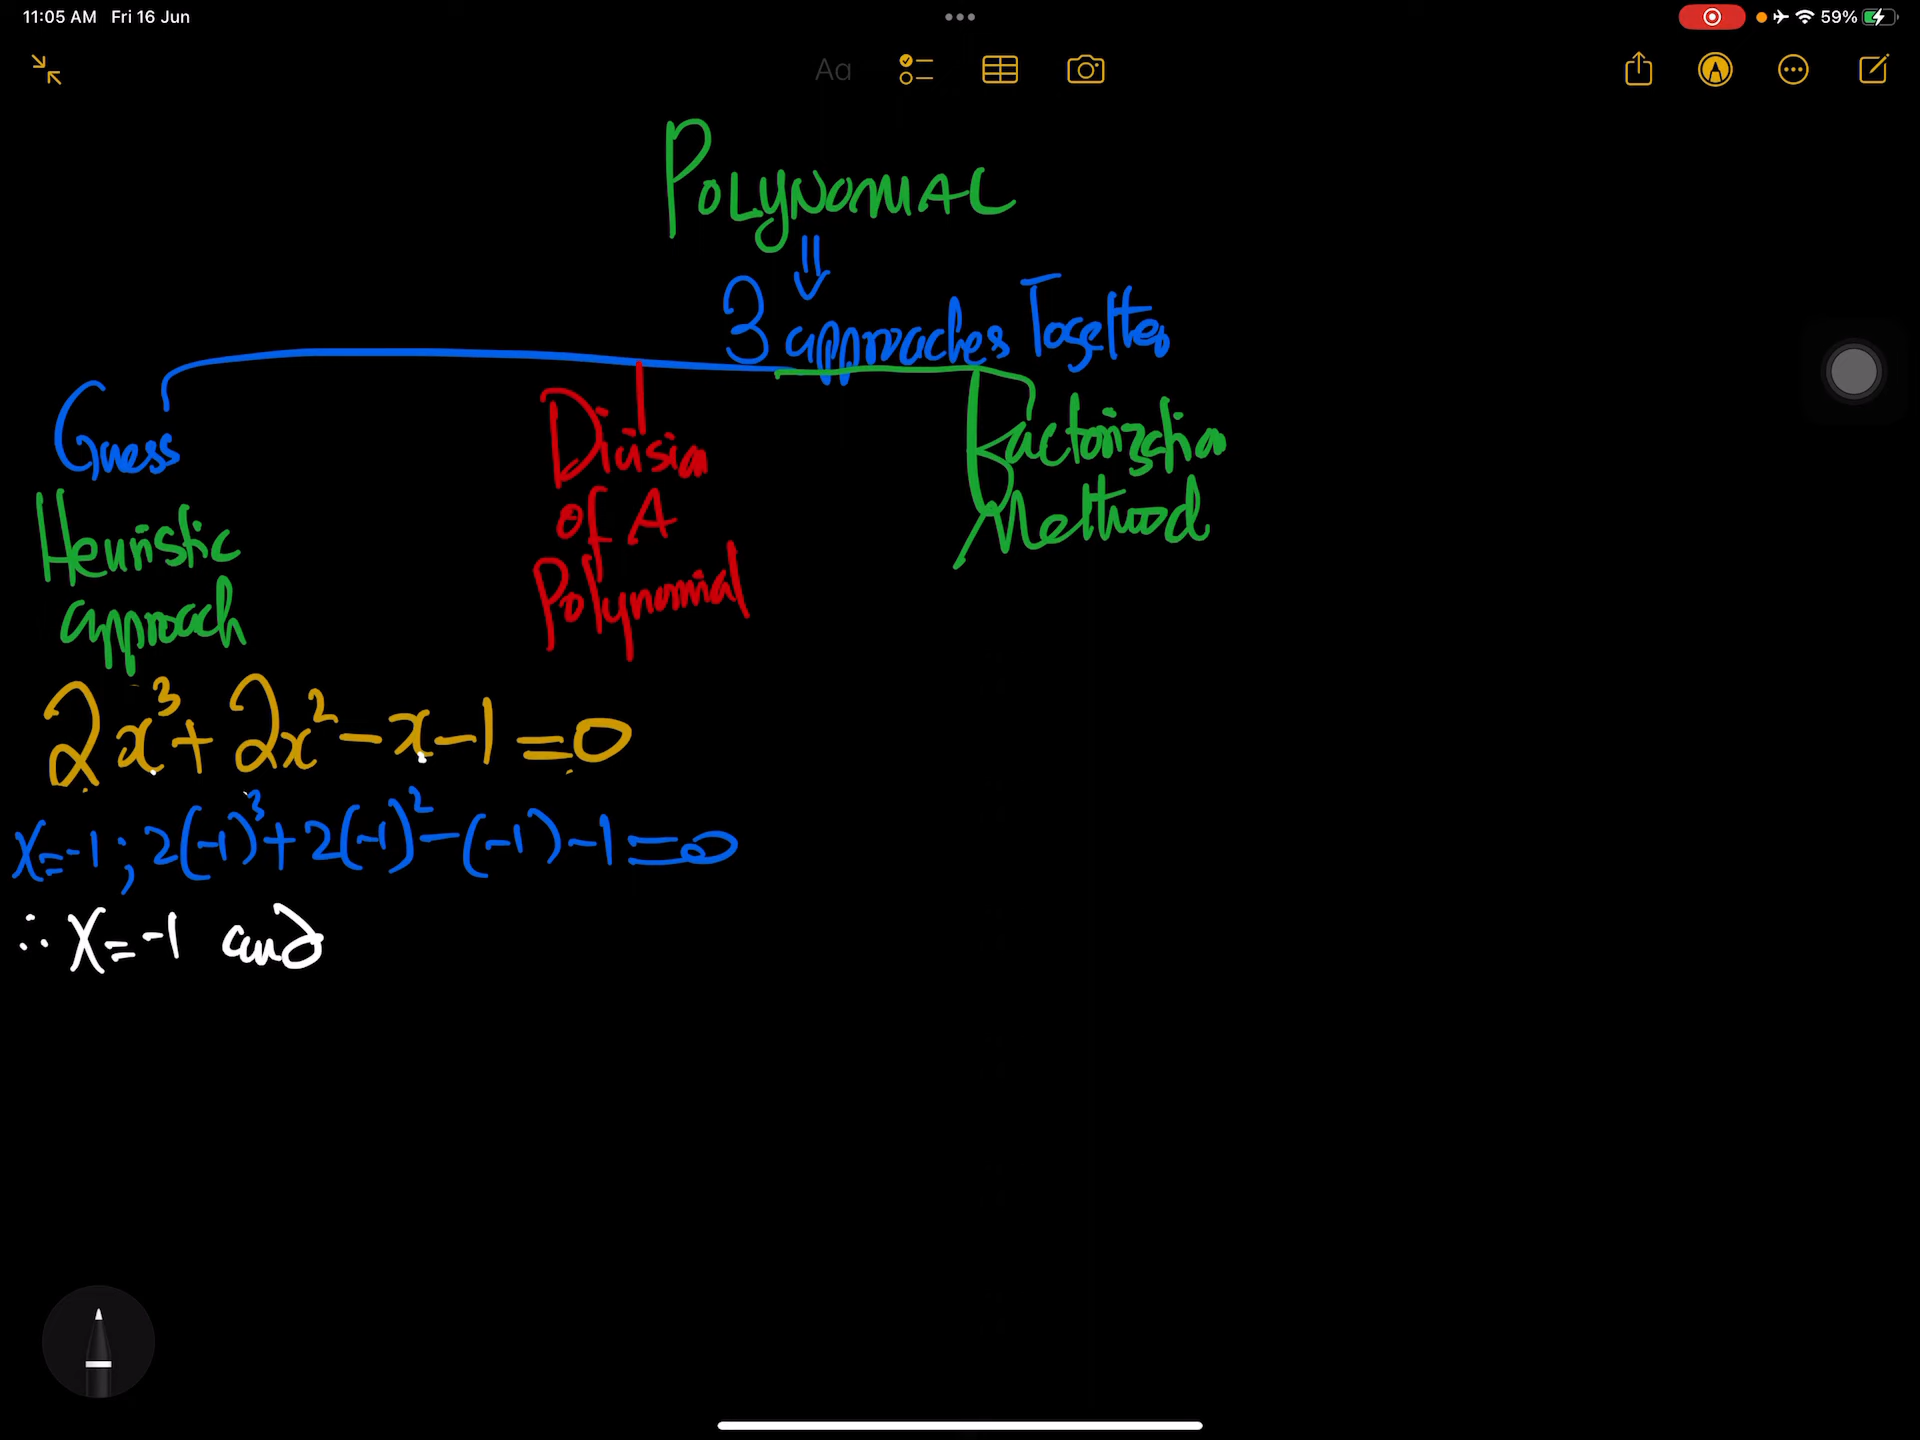 11:05 AM Fri 16 Jun
59%
Aa
POLYNOMAL
3 approaches Together
Guess
Heuristic
approach
Division
of A
Polynomial
Factorization
Method
2x³ + 2x² - x - 1 = 0
X=-1; 2(-1)³ + 2(-1)² - (-1) - 1 = 0
∴ X = -1 and